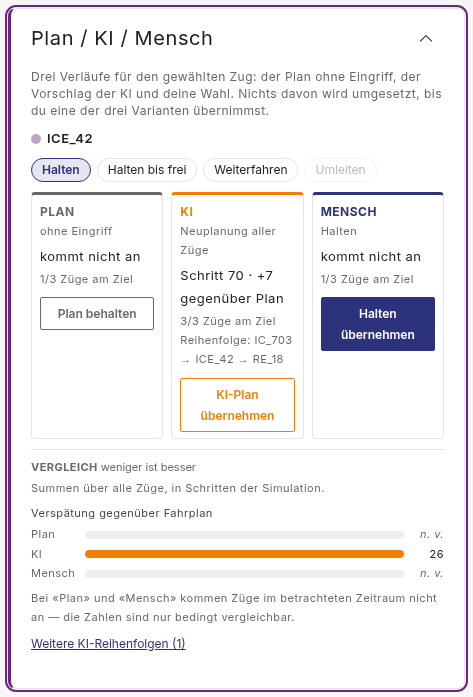 Plan / KI / Mensch
Drei Verläufe für den gewählten Zug: der Plan ohne Eingriff, der
Vorschlag der KI und deine Wahl. Nichts davon wird umgesetzt, bis
du eine der drei Varianten übernimmst.
ICE_42
Halten
Halten bis frei
Weiterfahren
Umleiten
PLAN
ohne Eingriff
kommt nicht an
1/3 Züge am Ziel
Plan behalten
KI
Neuplanung aller
Züge
Schritt 70 · +7
gegenüber Plan
3/3 Züge am Ziel
Reihenfolge: IC_703
→ ICE_42 → RE_18
KI-Plan
übernehmen
MENSCH
Halten
kommt nicht an
1/3 Züge am Ziel
Halten
übernehmen
VERGLEICH weniger ist besser
Summen über alle Züge, in Schritten der Simulation.
Verspätung gegenüber Fahrplan
Plan n. v.
KI 26
Mensch n. v.
Bei «Plan» und «Mensch» kommen Züge im betrachteten Zeitraum nicht
an — die Zahlen sind nur bedingt vergleichbar.
Weitere KI-Reihenfolgen (1)